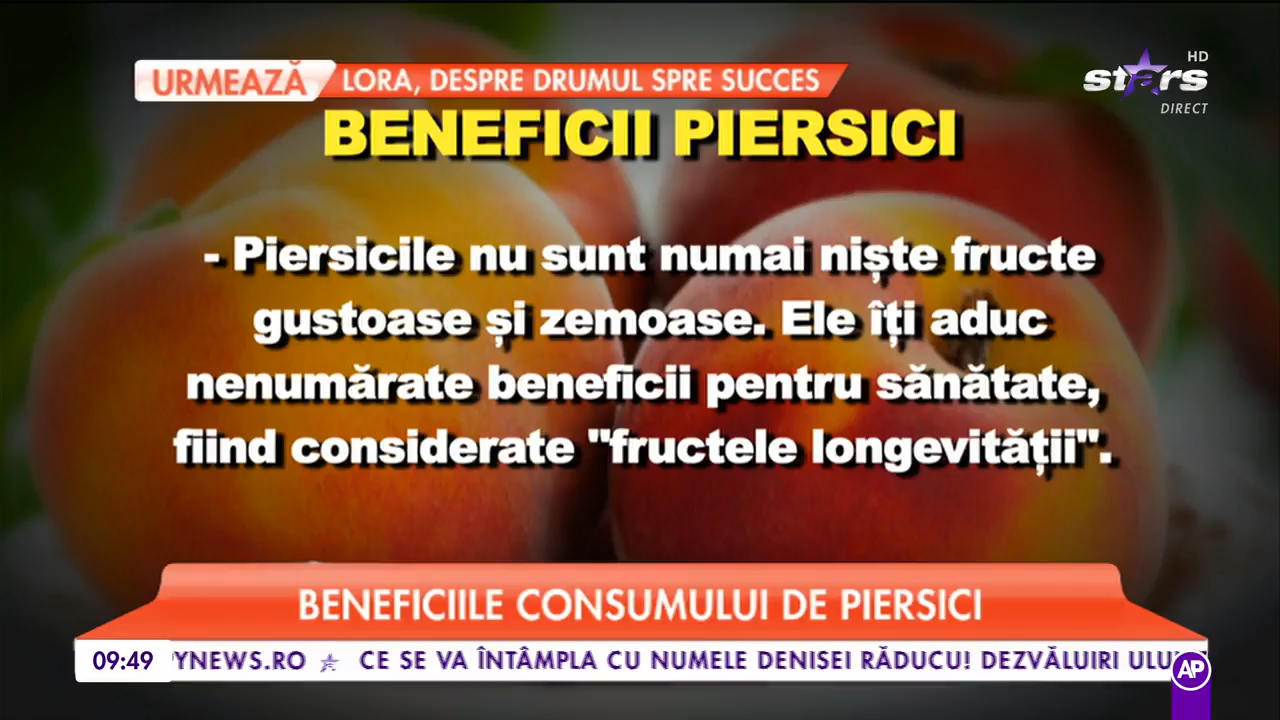 HD
URMEAZĂ LORA, DESPRE DRUMUL SPRE SUCCES
stars
DIRECT
BENEFICII PIERSICI
- Piersicile nu sunt numai niște fructe
gustoase și zemoase. Ele îți aduc
nenumărate beneficii pentru sănătate,
fiind considerate "fructele longevității".
BENEFICIILE CONSUMULUI DE PIERSICI
09:49 YNEWS.RO CE SE VA ÎNTÂMPLA CU NUMELE DENISEI RĂDUCU! DEZVĂLUIRI
AP